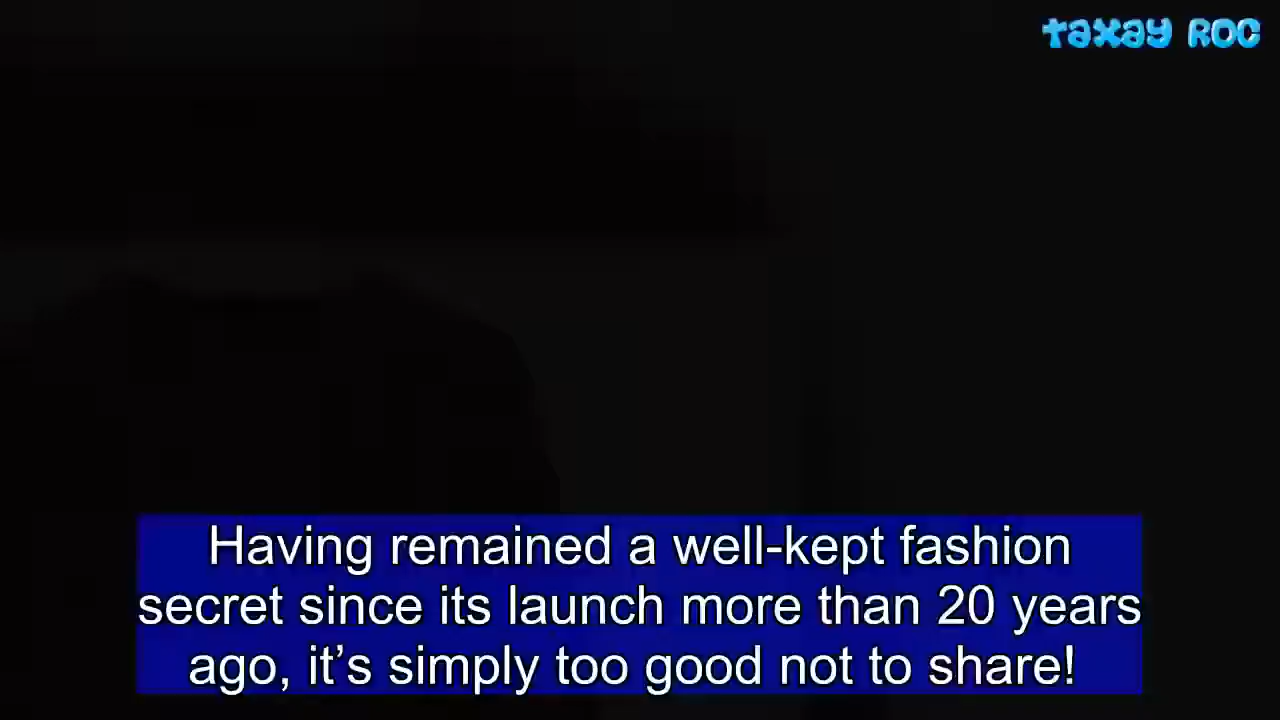 taxay Roc
Having remained a well-kept fashion
secret since its launch more than 20 years
ago, it’s simply too good not to share!